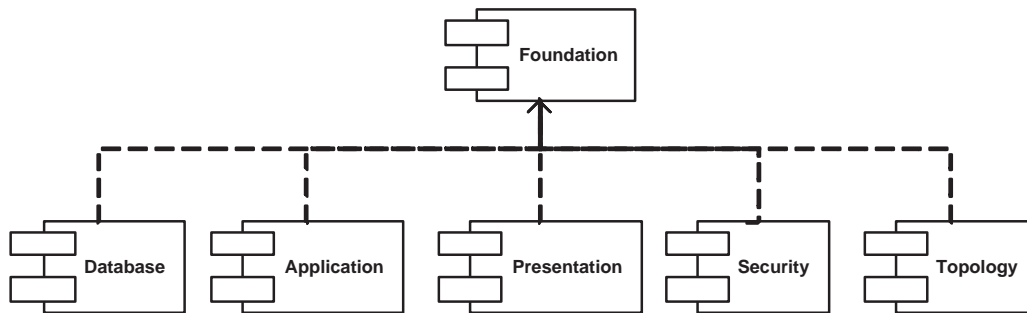 Foundation
Database
Application
Presentation
Security
Topology